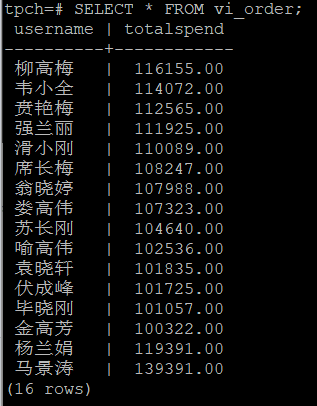 tpch=# SELECT * FROM vi_order;
 username | totalspend
----------+------------
 柳高梅   |  116155.00
 韦小全   |  114072.00
 贲艳梅   |  112565.00
 强兰丽   |  111925.00
 滑小刚   |  110089.00
 席长梅   |  108247.00
 翁晓婷   |  107988.00
 娄高伟   |  107323.00
 苏长刚   |  104640.00
 喻高伟   |  102536.00
 袁晓轩   |  101835.00
 伏成峰   |  101725.00
 毕晓刚   |  101057.00
 金高芳   |  100322.00
 杨兰娟   |  119391.00
 马景涛   |  139391.00
(16 rows)